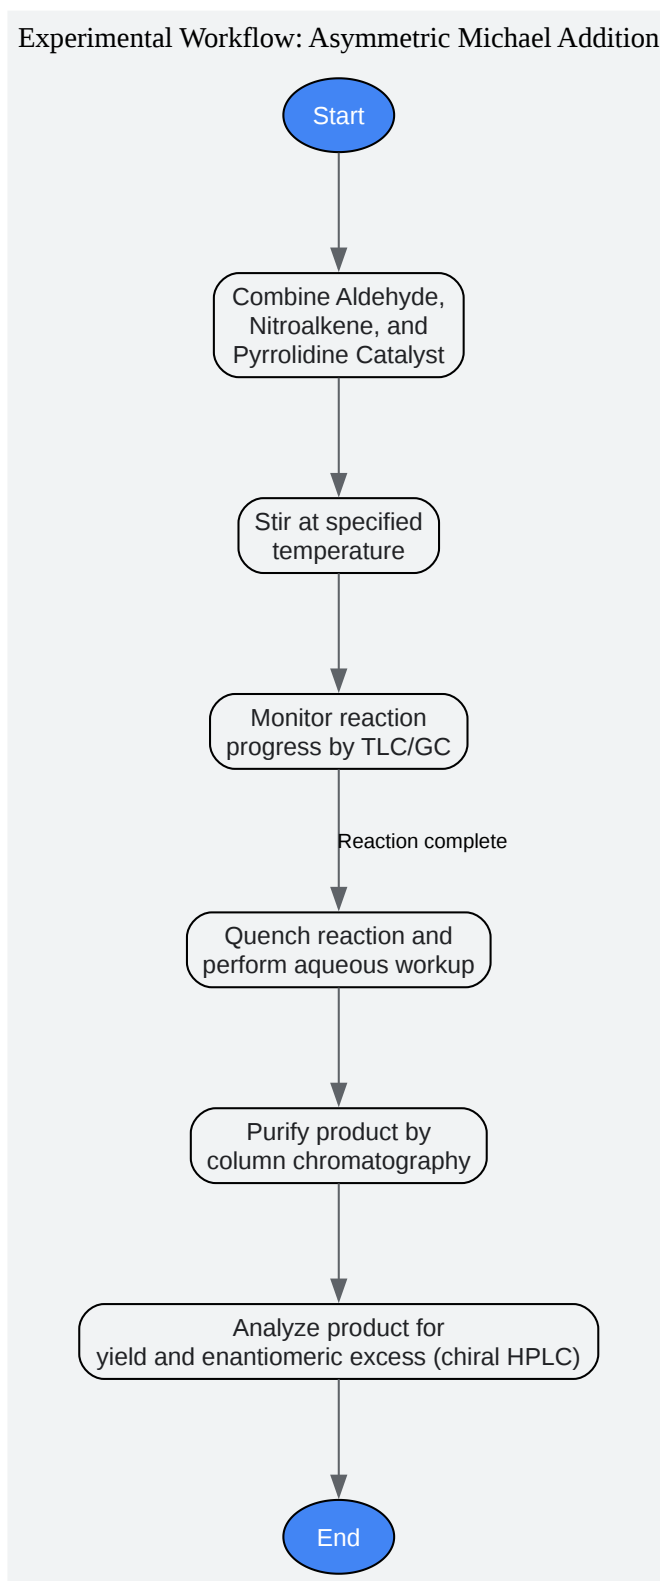 Experimental Workflow: Asymmetric Michael Addition
Start
Combine Aldehyde,
Nitroalkene, and
Pyrrolidine Catalyst
Stir at specified
temperature
Monitor reaction
progress by TLC/GC
Reaction complete
Quench reaction and
perform aqueous workup
Purify product by
column chromatography
Analyze product for
yield and enantiomeric excess (chiral HPLC)
End